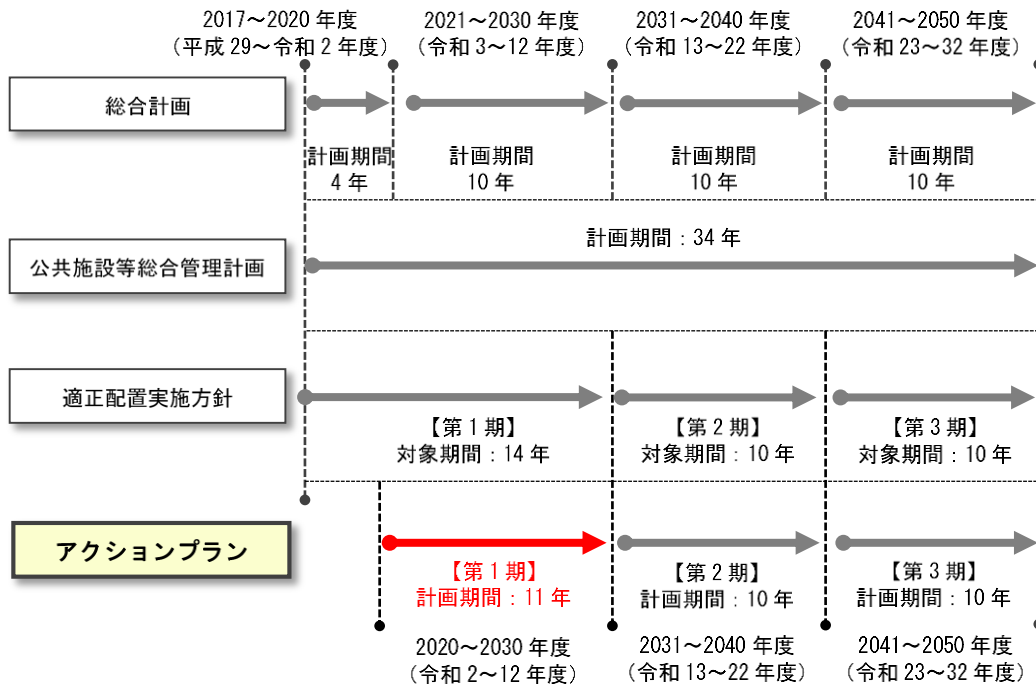 2017～2020 年度
（平成 29～令和 2 年度）
2021～2030 年度
（令和 3～12 年度）
2031～2040 年度
（令和 13～22 年度）
2041～2050 年度
（令和 23～32 年度）
総合計画
計画期間
4 年
計画期間
10 年
計画期間
10 年
計画期間
10 年
公共施設等総合管理計画
計画期間：34 年
適正配置実施方針
【第 1 期】
対象期間：14 年
【第 2 期】
対象期間：10 年
【第 3 期】
対象期間：10 年
アクションプラン
【第 1 期】
計画期間：11 年
【第 2 期】
計画期間：10 年
【第 3 期】
計画期間：10 年
2020～2030 年度
（令和 2～12 年度）
2031～2040 年度
（令和 13～22 年度）
2041～2050 年度
（令和 23～32 年度）